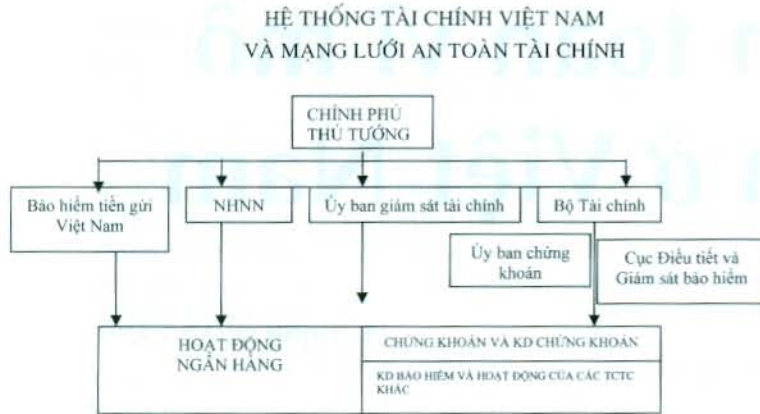 HỆ THỐNG TÀI CHÍNH VIỆT NAM
VÀ MẠNG LƯỚI AN TOÀN TÀI CHÍNH
CHÍNH PHỦ
THỦ TƯỚNG
Bảo hiểm tiền gửi
Việt Nam
NHNN
Ủy ban giám sát tài chính
Bộ Tài chính
Ủy ban chứng
khoán
Cục Điều tiết và
Giám sát bảo hiểm
HOẠT ĐỘNG
NGÂN HÀNG
CHỨNG KHOÁN VÀ KD CHỨNG KHOÁN
KD BẢO HIỂM VÀ HOẠT ĐỘNG CỦA CÁC TCTC
KHÁC